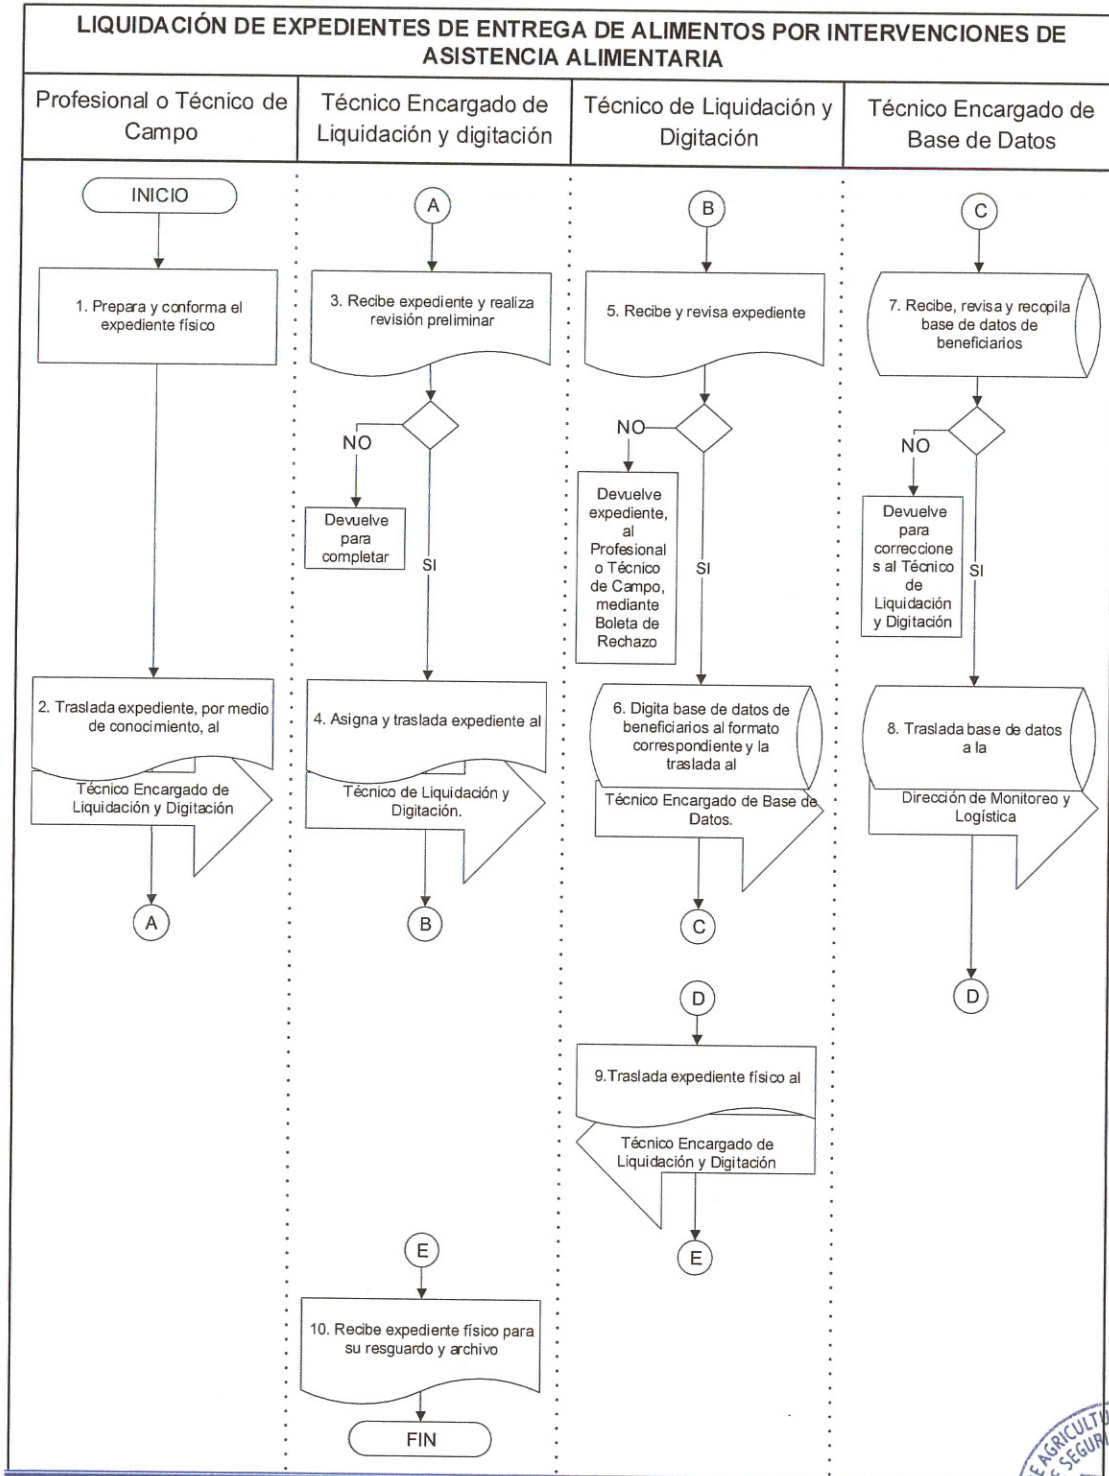 LIQUIDACIÓN DE EXPEDIENTES DE ENTREGA DE ALIMENTOS POR INTERVENCIONES DE
ASISTENCIA ALIMENTARIA
Profesional o Técnico de
Campo
Técnico Encargado de
Liquidación y digitación
Técnico de Liquidación y
Digitación
Técnico Encargado de
Base de Datos
INICIO
1. Prepara y conforma el
expediente físico
2. Traslada expediente, por medio
de conocimiento, al
Técnico Encargado de
Liquidación y Digitación
A
A
3. Recibe expediente y realiza
revisión preliminar
NO
Devuelve
para
completar
SI
4. Asigna y traslada expediente al
Técnico de Liquidación y
Digitación.
B
B
5. Recibe y revisa expediente
NO
Devuelve
expediente,
al
Profesional
o Técnico
de Campo,
mediante
Boleta de
Rechazo
SI
6. Digita base de datos de
beneficiarios al formato
correspondiente y la
traslada al
Técnico Encargado de Base de
Datos.
C
C
7. Recibe, revisa y recopila
base de datos de
beneficiarios
NO
Devuelve
para
correccione
s al Técnico
de
Liquidación
y Digitación
SI
8. Traslada base de datos
a la
Dirección de Monitoreo y
Logística
D
D
9.Traslada expediente físico al
Técnico Encargado de
Liquidación y Digitación
E
E
10. Recibe expediente físico para
su resguardo y archivo
FIN